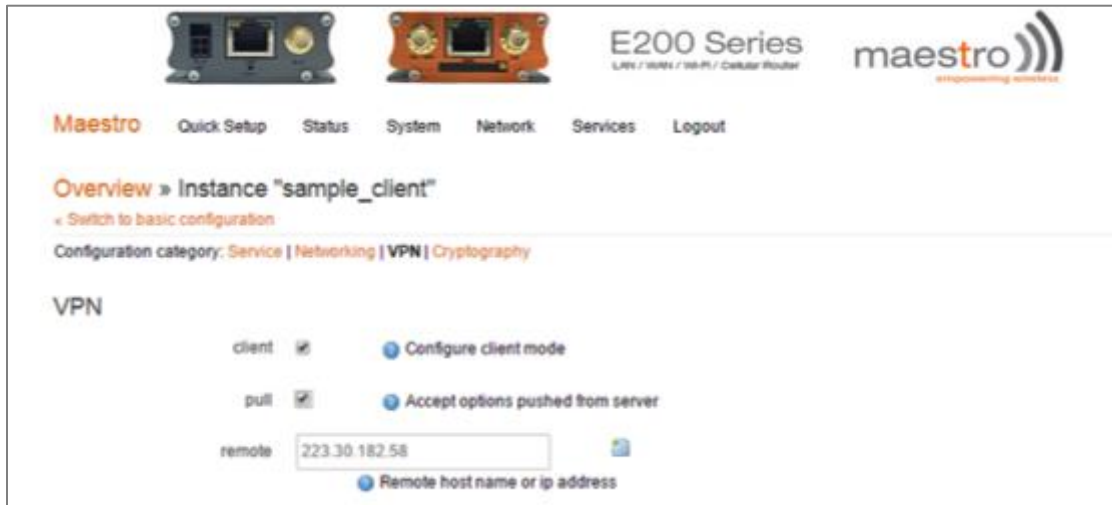 E200 Series
LAN / WAN / Wi-Fi / Cellular Router
maestro
empowering wireless
Maestro Quick Setup Status System Network Services Logout
Overview » Instance "sample_client"
« Switch to basic configuration
Configuration category: Service | Networking | VPN | Cryptography
VPN
client Configure client mode
pull Accept options pushed from server
remote 223.30.182.58
Remote host name or ip address